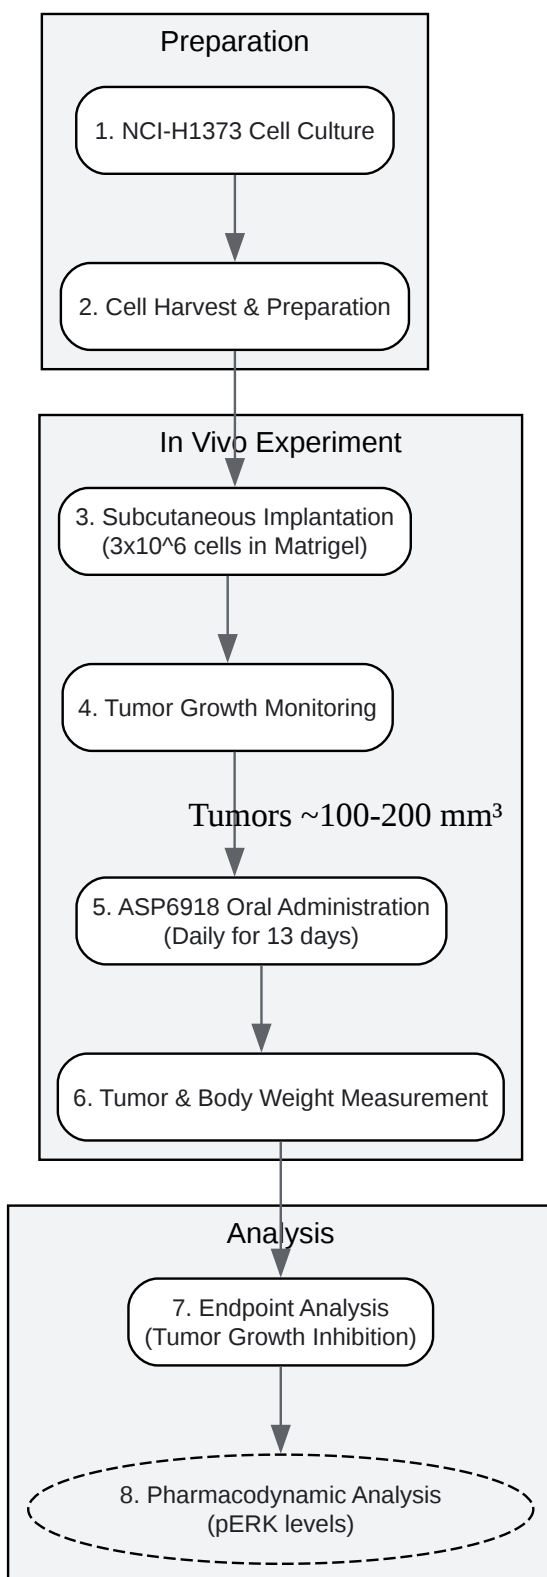 Preparation
1. NCI-H1373 Cell Culture
2. Cell Harvest & Preparation
In Vivo Experiment
3. Subcutaneous Implantation
(3x10^6 cells in Matrigel)
4. Tumor Growth Monitoring
Tumors ~100-200 mm³
5. ASP6918 Oral Administration
(Daily for 13 days)
6. Tumor & Body Weight Measurement
Analysis
7. Endpoint Analysis
(Tumor Growth Inhibition)
8. Pharmacodynamic Analysis
(pERK levels)